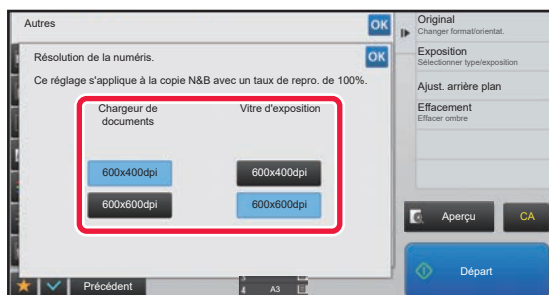 Autres
OK
Résolution de la numéris.
OK
Ce réglage s'applique à la copie N&B avec un taux de repro. de 100%.
Chargeur de
documents
Vitre d'exposition
600x400dpi
600x400dpi
600x600dpi
600x600dpi
Précédent
A3
Original
Changer format/orientat.
Exposition
Sélectionner type/exposition
Ajust. arrière plan
Effacement
Effacer ombre
Aperçu
CA
Départ